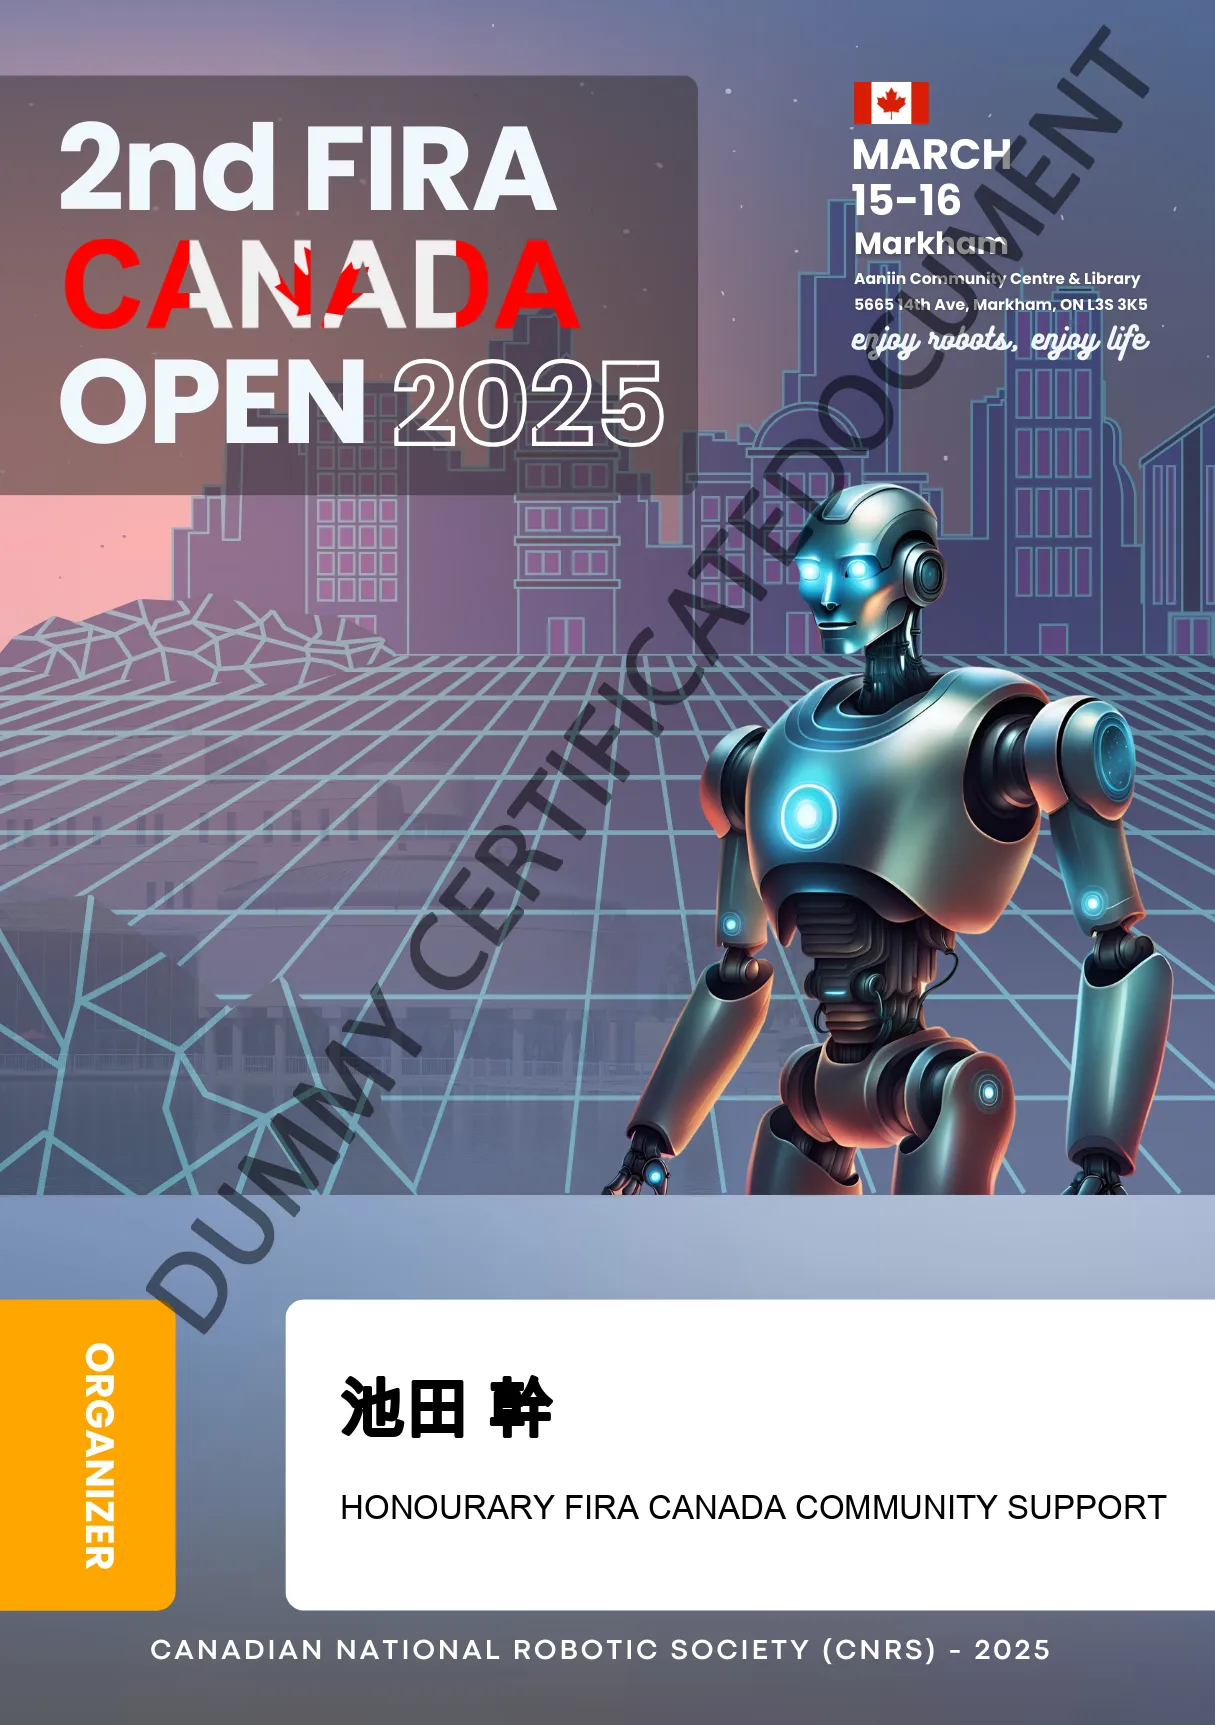 2nd FIRA
CANADA
OPEN 2025
MARCH
15-16
Markham
Aaniin Community Centre & Library
5665 14th Ave, Markham, ON L3S 3K5
enjoy robots, enjoy life
DUMMY CERTIFICATEDOCUMENT
ORGANIZER
池田 幹
HONOURARY FIRA CANADA COMMUNITY SUPPORT
CANADIAN NATIONAL ROBOTIC SOCIETY (CNRS) - 2025